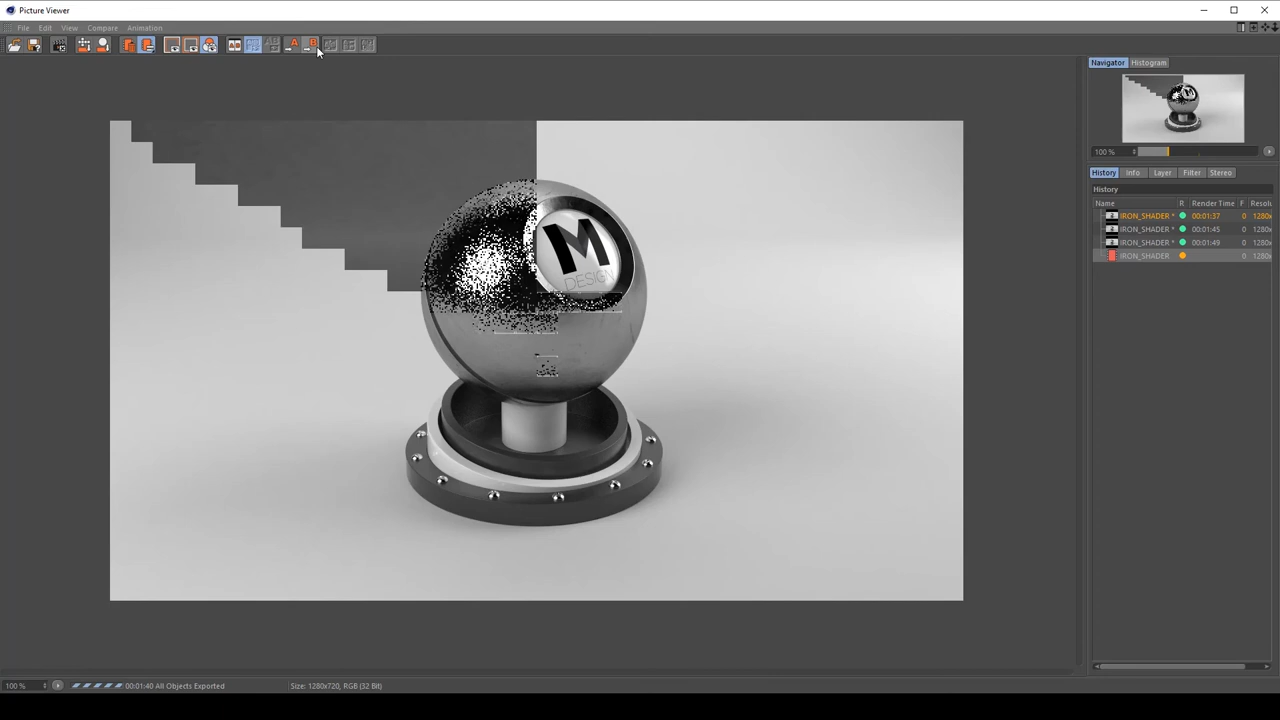 Picture Viewer
File Edit View Compare Animation
A B
Navigator Histogram
100 %
History Info Layer Filter Stereo
History
Name R Render Time F Resolu
IRON_SHADER * 00:01:37 0 1280x
IRON_SHADER * 00:01:45 0 1280x
IRON_SHADER * 00:01:49 0 1280x
IRON_SHADER 0 1280x
M
DESIGN
100 % 00:01:40 All Objects Exported Size: 1280x720, RGB (32 Bit)